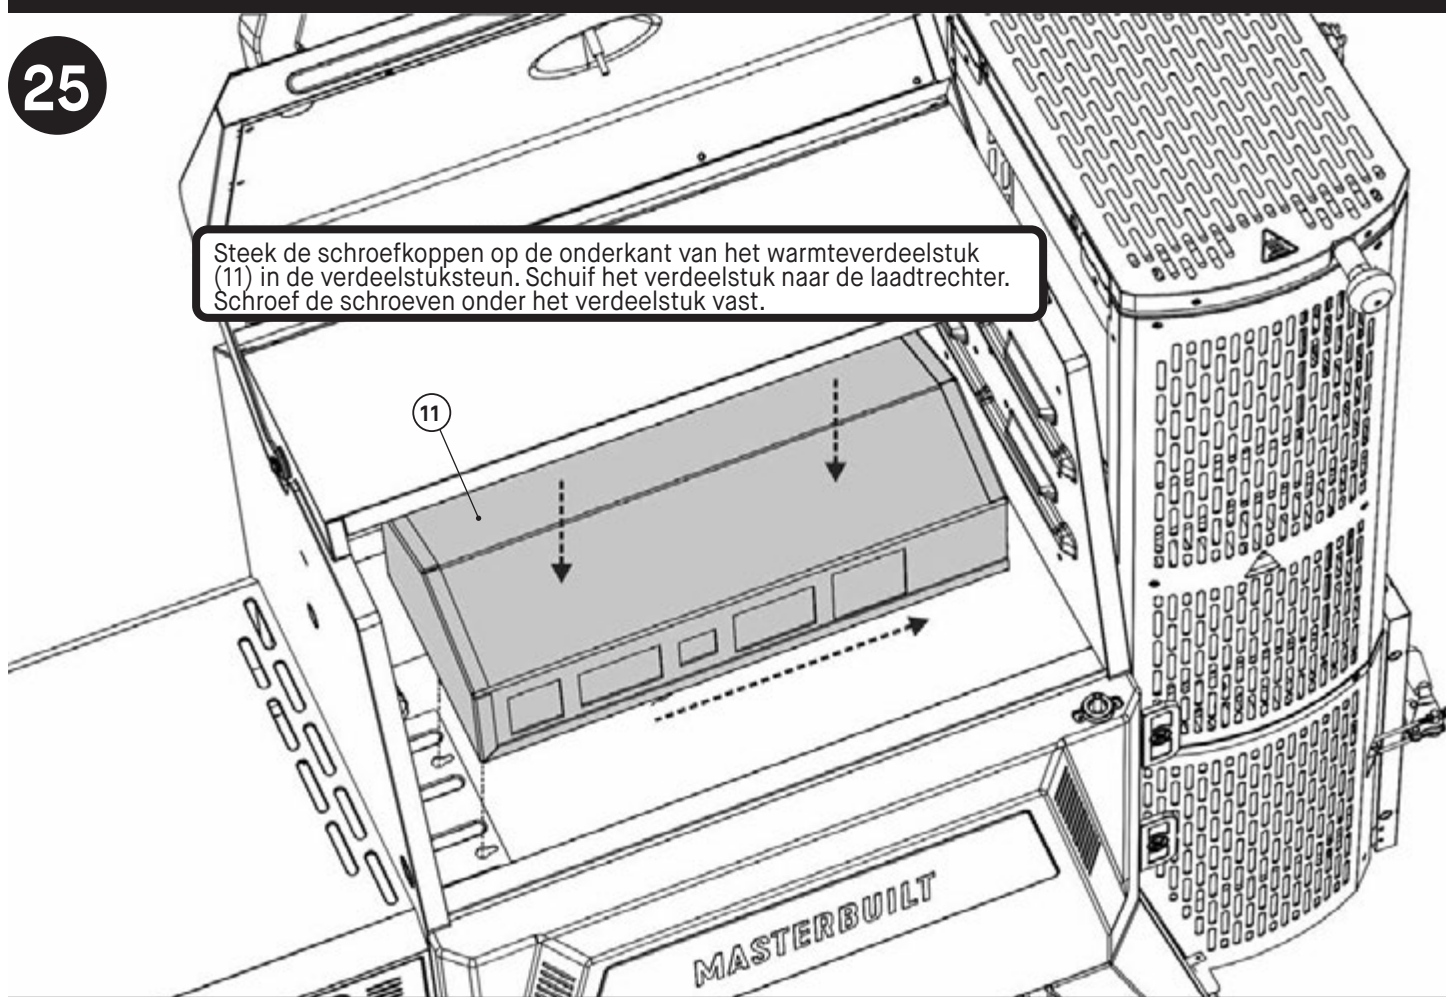 25
Steek de schroefkoppen op de onderkant van het warmteverdeelstuk
(11) in de verdeelstuksteun. Schuif het verdeelstuk naar de laadtrechter.
Schroef de schroeven onder het verdeelstuk vast.
11
MASTERBUILT